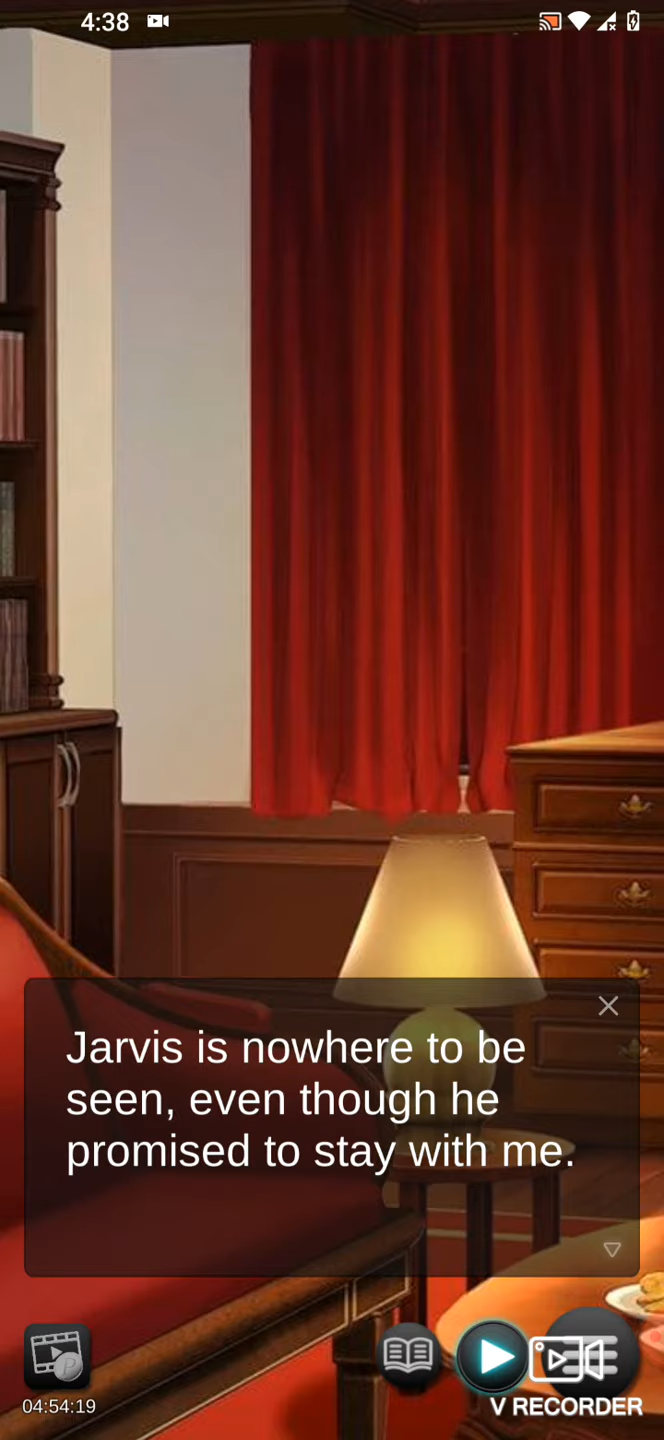 4:38
Jarvis is nowhere to be
seen, even though he
promised to stay with me.
04:54:19
V RECORDER